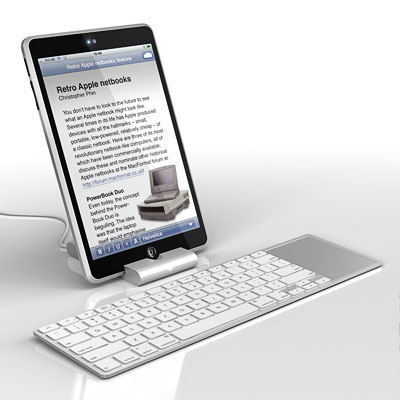 Retro Apple netbooks feature
Retro Apple netbooks
Christopher Phin
You don't have to look to the future to see
what an Apple netbook might look like.
Several times in its life has Apple produced
devices with all the hallmarks – small,
portable, low-powered, relatively cheap – of
a classic netbook. Here are three of its most
revolutionary netbook-like computers, all of
which have been commercially available;
discuss these and nominate other historical
Apple netbooks at the MacFormat forum at
http://forum.macformat.co.uk!
PowerBook Duo
Even today, the concept
behind the Power-
Book Duo is
beguiling. The idea
was that the laptop
itself would emphasise
B I U A Helvetica